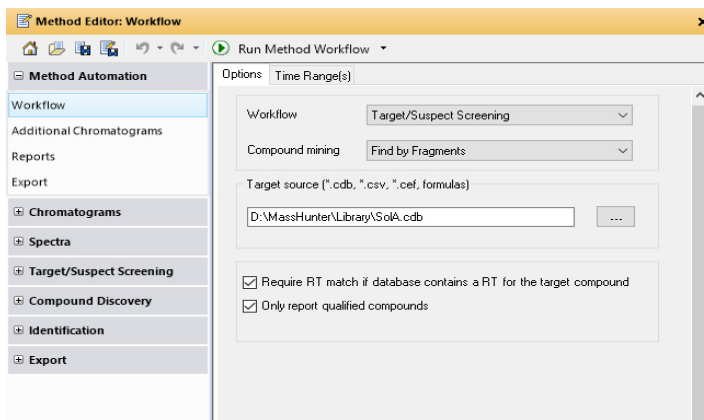 Method Editor: Workflow
Run Method Workflow
Method Automation
Workflow
Additional Chromatograms
Reports
Export
Chromatograms
Spectra
Target/Suspect Screening
Compound Discovery
Identification
Export
Options
Time Range(s)
Workflow
Target/Suspect Screening
Compound mining
Find by Fragments
Target source (*.cdb, *.csv, *.cef, formulas)
D:\MassHunter\Library\SolA.cdb
...
Require RT match if database contains a RT for the target compound
Only report qualified compounds